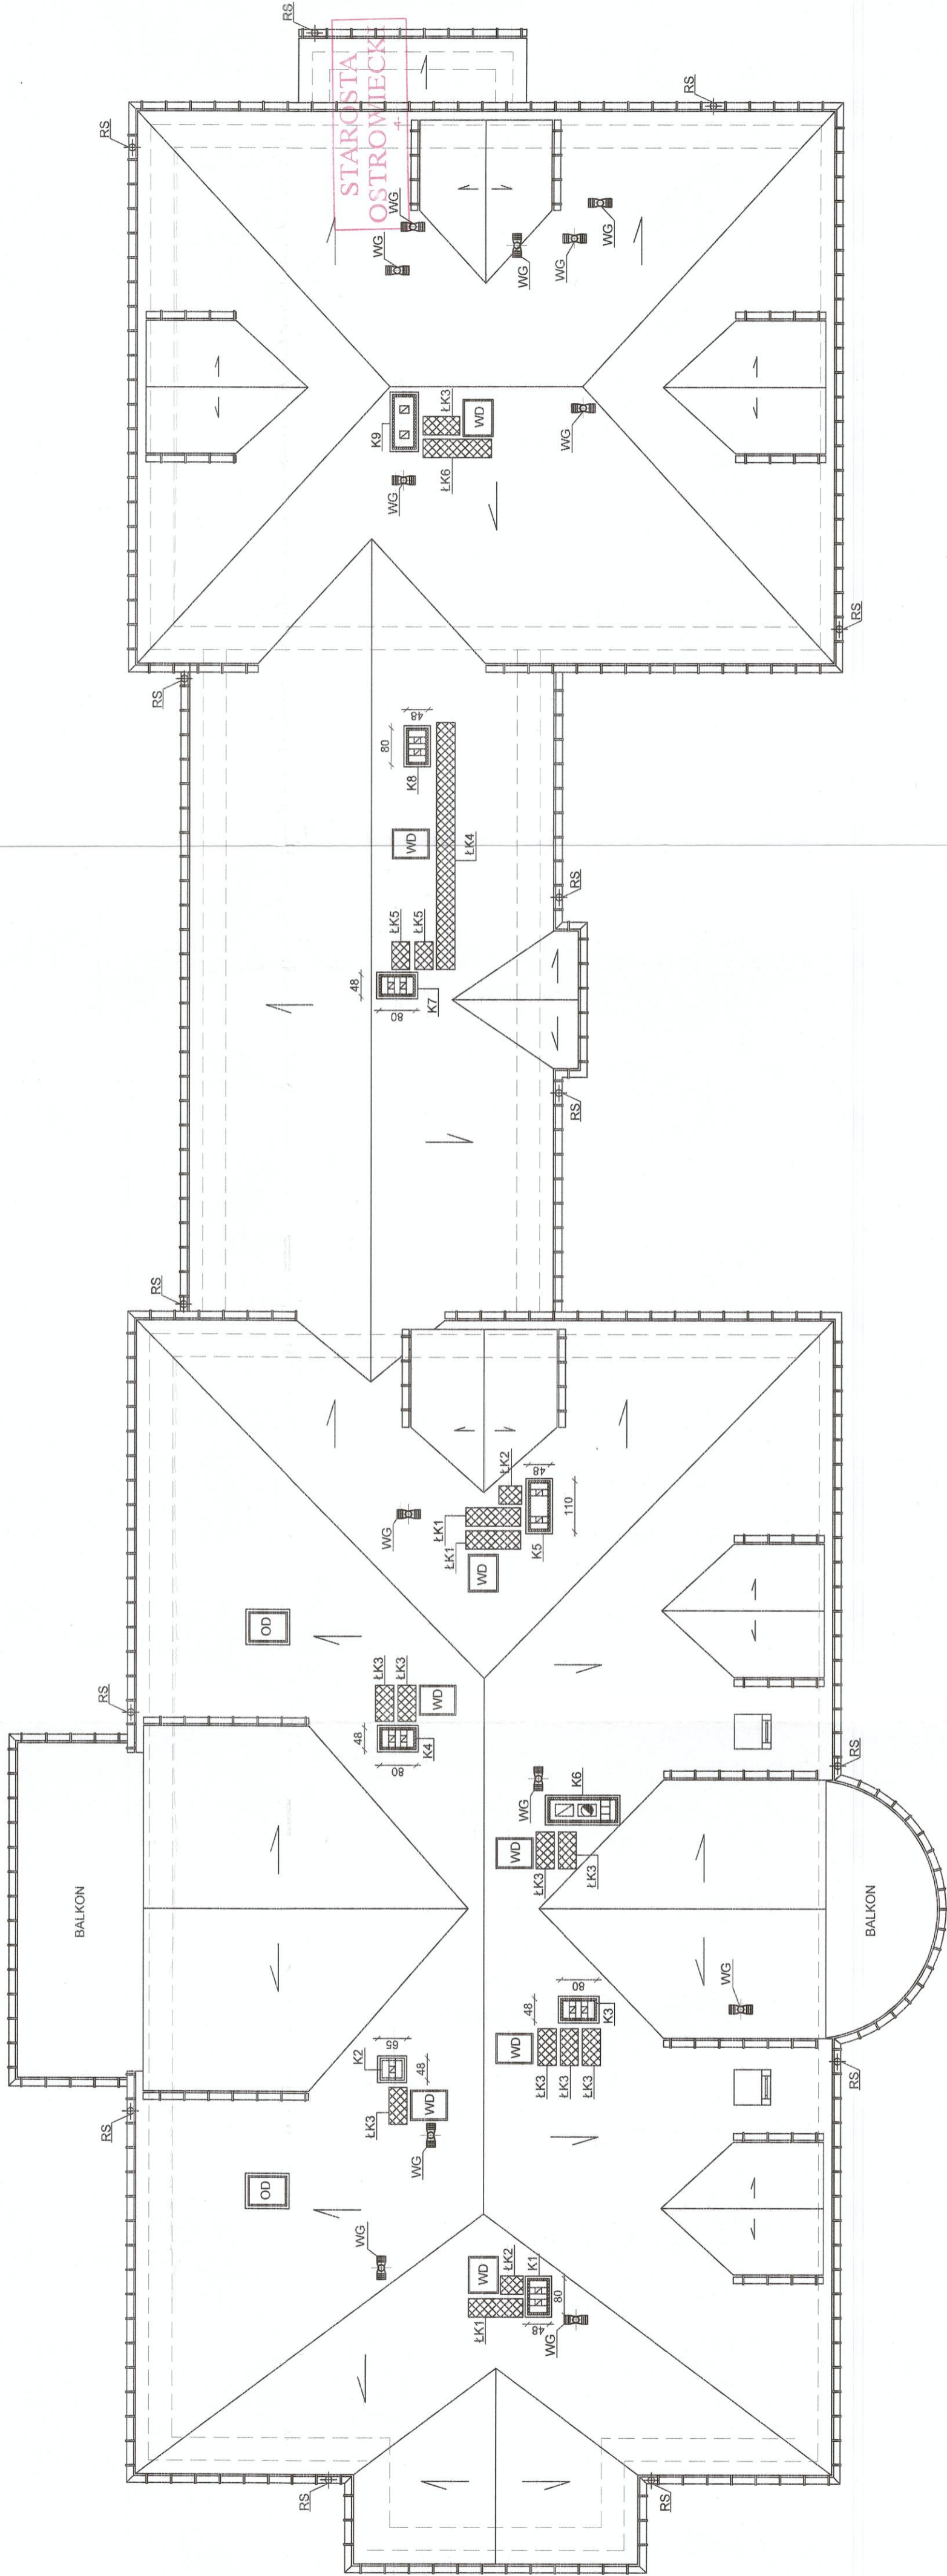 RS
STAROSTA
OSTROWIECKI
RS
RS
WG
WG
WG
WG
WG
K9
ŁK3
WD
ŁK6
WG
WG
RS
RS
48
80
K8
WD
ŁK4
ŁK5
ŁK5
48
80
K7
RS
RS
RS
WG
ŁK2
48
ŁK1
ŁK1
110
K5
WD
OD
ŁK3
ŁK3
WD
RS
48
80
K4
BALKON
WG
K6
WD
ŁK3
ŁK3
RS
BALKON
WG
80
48
K3
WD
ŁK3
ŁK3
ŁK3
RS
K2
65
48
ŁK3
WD
WG
RS
OD
WG
WD
ŁK2
K1
80
48
ŁK1
WG
RS
RS